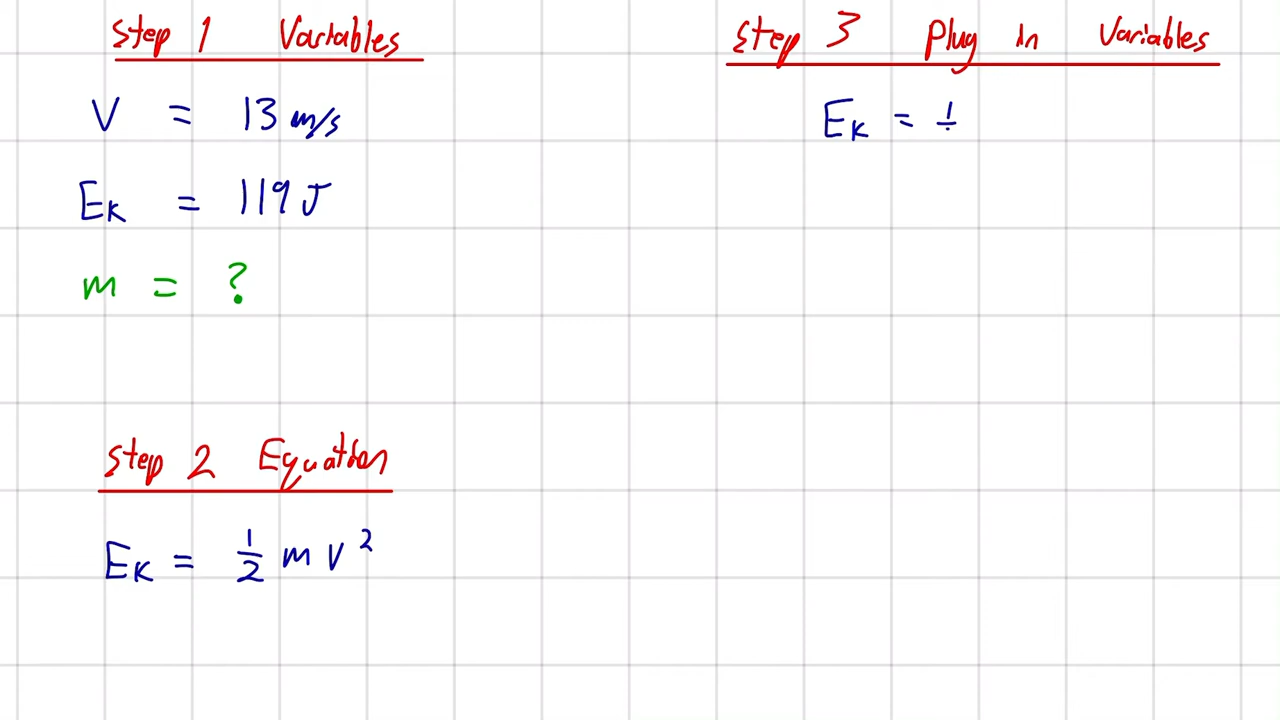 Step 1 Variables
V = 13 m/s
EK = 119 J
m = ?
Step 2 Equation
EK = 1/2 m v²
Step 3 Plug in Variables
EK = 1